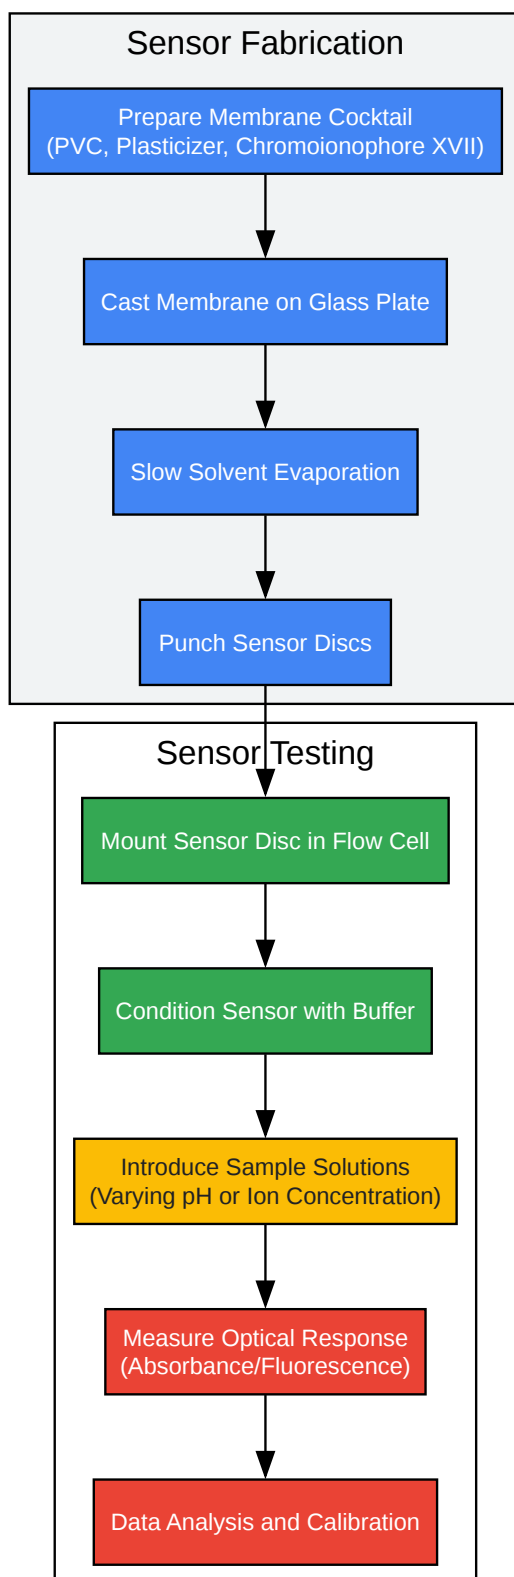 Sensor Fabrication
Prepare Membrane Cocktail
(PVC, Plasticizer, Chromoionophore XVII)
Cast Membrane on Glass Plate
Slow Solvent Evaporation
Punch Sensor Discs
Sensor Testing
Mount Sensor Disc in Flow Cell
Condition Sensor with Buffer
Introduce Sample Solutions
(Varying pH or Ion Concentration)
Measure Optical Response
(Absorbance/Fluorescence)
Data Analysis and Calibration